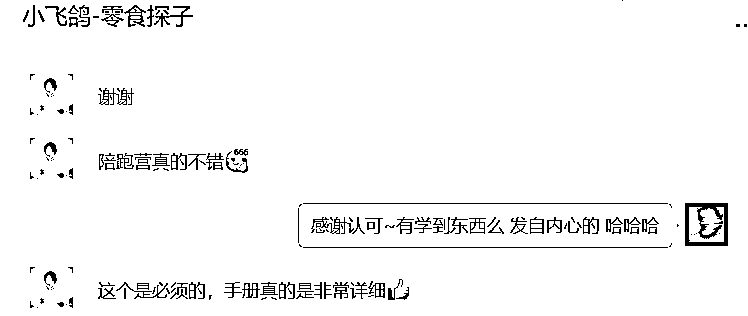 小飞鸽-零食探子
谢谢
陪跑营真的不错
感谢认可~有学到东西么 发自内心的 哈哈哈
这个是必须的，手册真的是非常详细